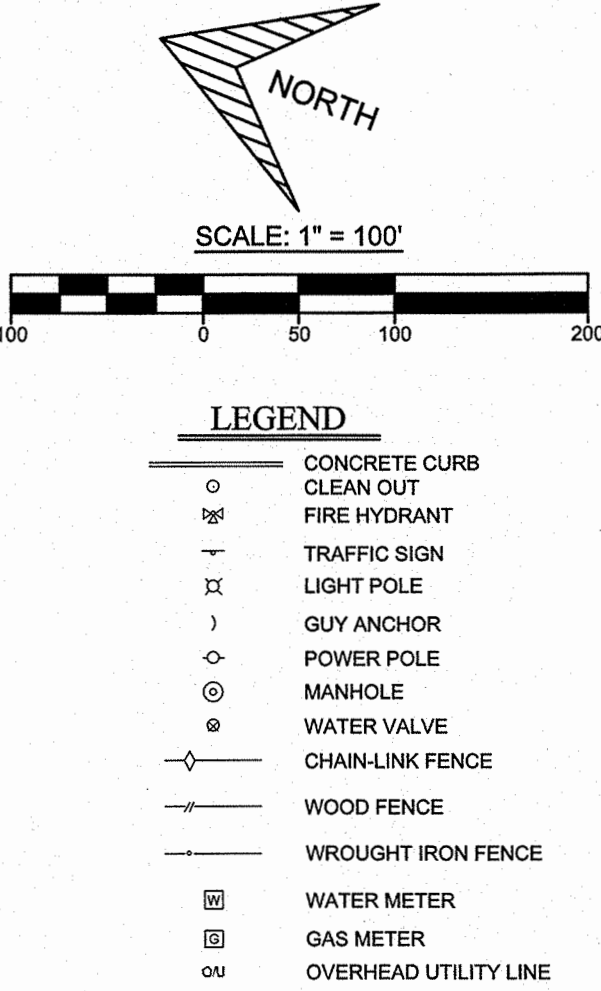 NORTH
SCALE: 1" = 100'
100 0 50 100 200
LEGEND
CONCRETE CURB
CLEAN OUT
FIRE HYDRANT
TRAFFIC SIGN
LIGHT POLE
GUY ANCHOR
POWER POLE
MANHOLE
WATER VALVE
CHAIN-LINK FENCE
WOOD FENCE
WROUGHT IRON FENCE
W WATER METER
G GAS METER
O/U OVERHEAD UTILITY LINE